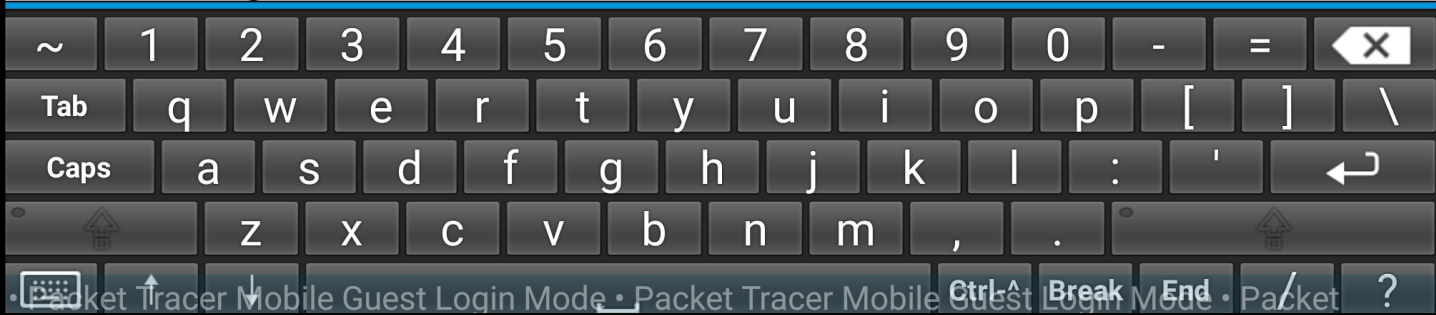 ~ 1 2 3 4 5 6 7 8 9 0 - =
Tab q w e r t y u i o p [ ] \
Caps a s d f g h j k l : '
z x c v b n m , .
Ctrl-^ Break End / ?
• Packet Tracer Mobile Guest Login Mode • Packet Tracer Mobile Guest Login Mode • Packet